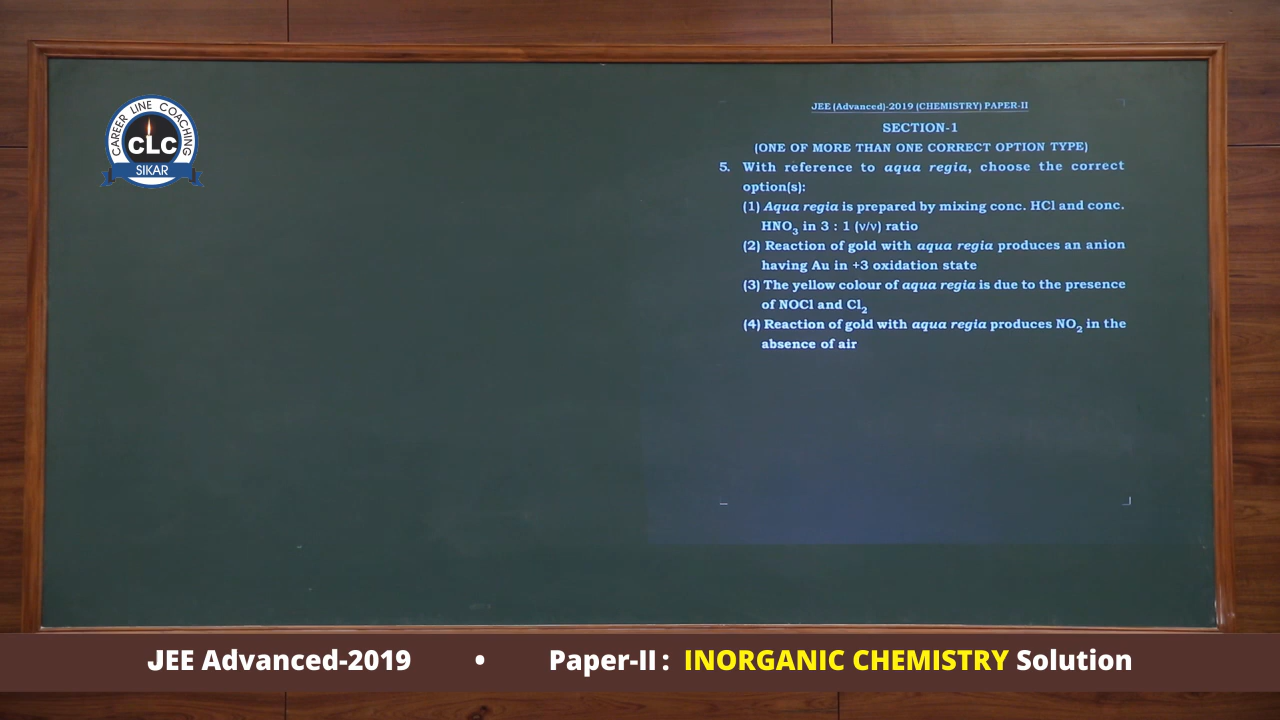 CAREER LINE COACHING
CLC
SIKAR
JEE (Advanced)-2019 (CHEMISTRY) PAPER-II
SECTION-1
(ONE OF MORE THAN ONE CORRECT OPTION TYPE)
5. With reference to aqua regia, choose the correct
option(s):
(1) Aqua regia is prepared by mixing conc. HCl and conc.
HNO₃ in 3 : 1 (v/v) ratio
(2) Reaction of gold with aqua regia produces an anion
having Au in +3 oxidation state
(3) The yellow colour of aqua regia is due to the presence
of NOCl and Cl₂
(4) Reaction of gold with aqua regia produces NO₂ in the
absence of air
JEE Advanced-2019 • Paper-II : INORGANIC CHEMISTRY Solution